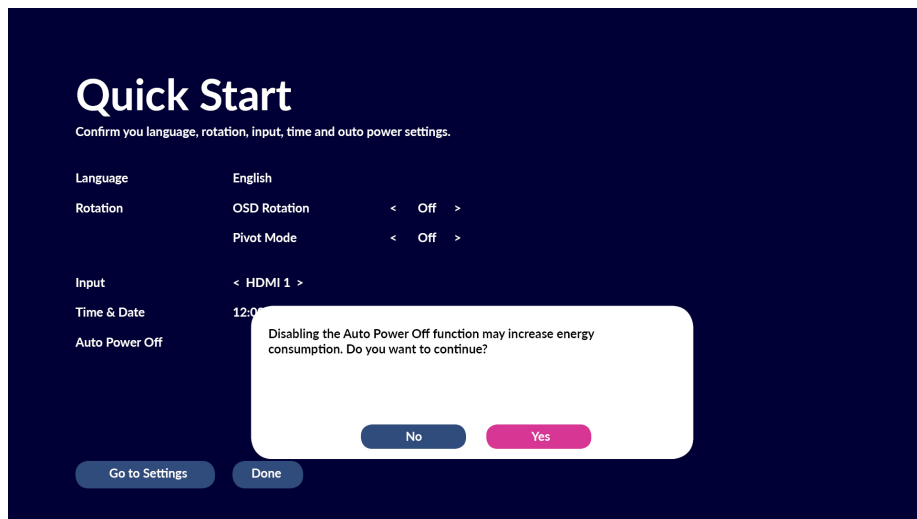 Quick Start
Confirm you language, rotation, input, time and outo power settings.
Language English
Rotation OSD Rotation < Off >
Pivot Mode < Off >
Input < HDMI 1 >
Time & Date
Auto Power Off
Disabling the Auto Power Off function may increase energy
consumption. Do you want to continue?
No Yes
Go to Settings Done